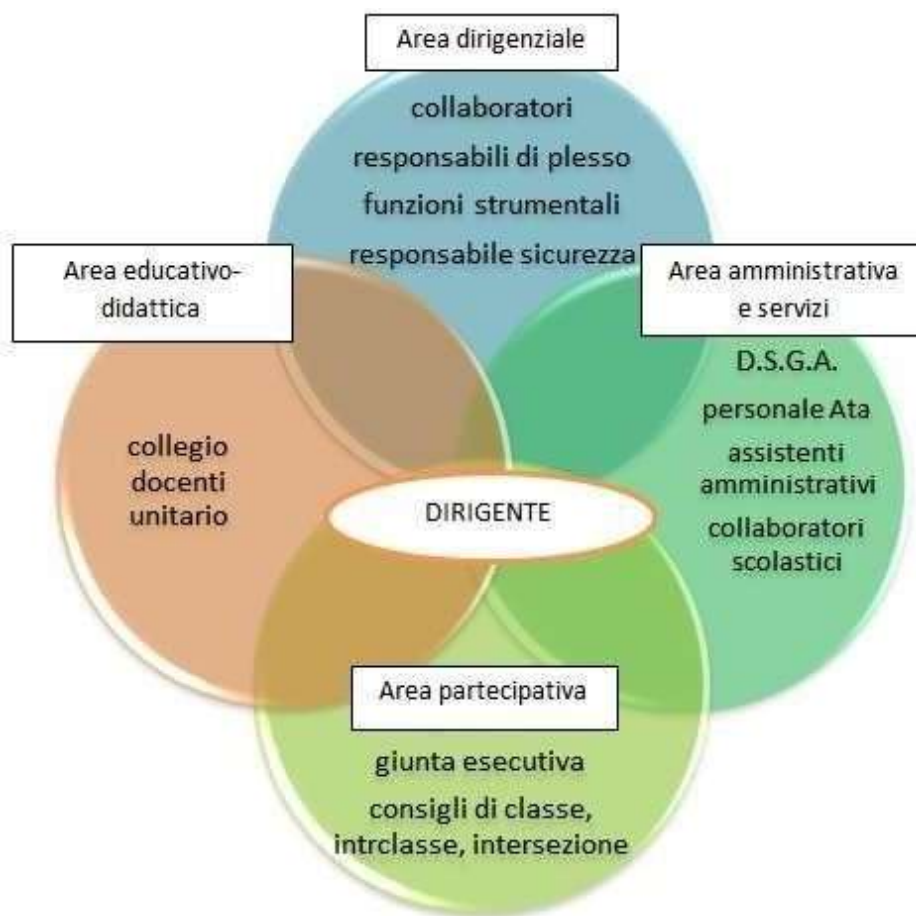 Area dirigenziale
collaboratori
responsabili di plesso
funzioni strumentali
responsabile sicurezza
Area educativo-
didattica
collegio
docenti
unitario
Area amministrativa
e servizi
D.S.G.A.
personale Ata
assistenti
amministrativi
collaboratori
scolastici
DIRIGENTE
Area partecipativa
giunta esecutiva
consigli di classe,
intrclasse, intersezione